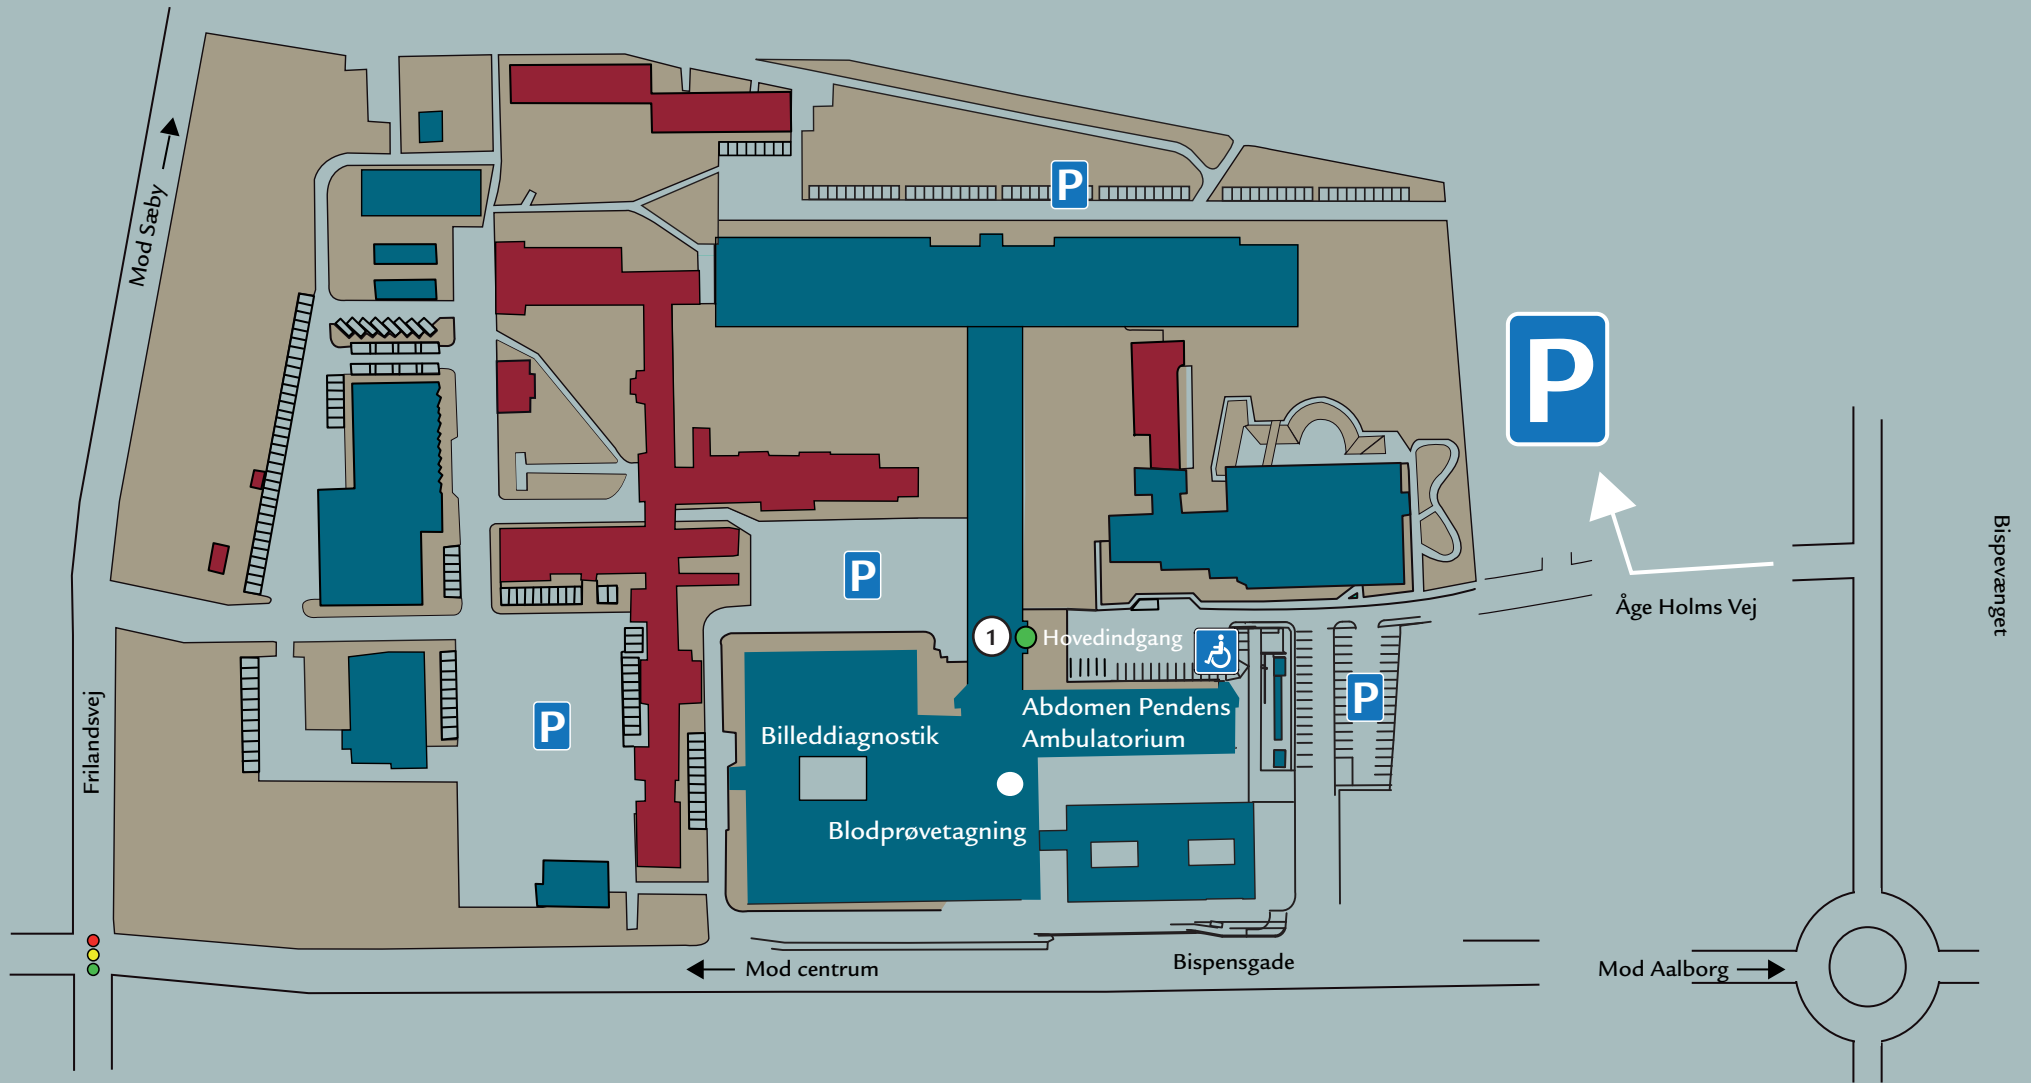 Mod Sæby
P
P
Bispevænget
P
Åge Holms Vej
1
Hovedindgang
Frilandsvej
P
P
Abdomen Pendens
Ambulatorium
Billeddiagnostik
Blodprøvetagning
Mod centrum
Bispensgade
Mod Aalborg